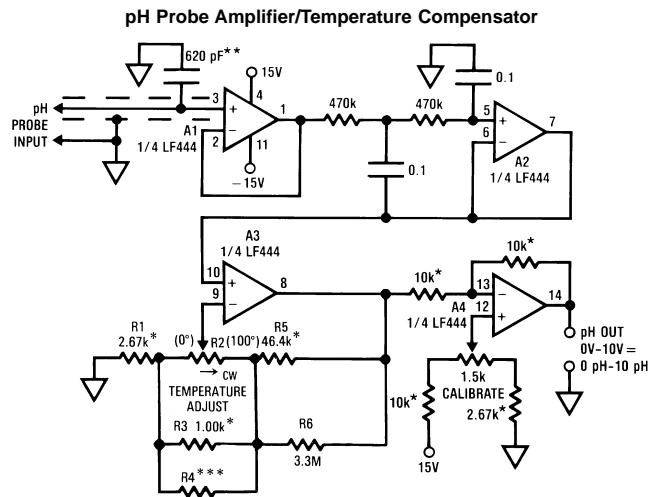 pH Probe Amplifier/Temperature Compensator
620 pF**
15V
4
0.1
pH
PROBE
INPUT
3
+
1
470k
470k
5
+
7
A1
−
2
1/4 LF444
11
−15V
6
−
A2
1/4 LF444
0.1
A3
1/4 LF444
10
+
8
9
−
10k*
10k*
13
−
14
A4
12
+
1/4 LF444
R1
2.67k*
(0°)
R2
(100°)
R5
46.4k*
→ CW
TEMPERATURE
ADJUST
pH OUT
0V-10V =
0 pH-10 pH
1.5k
CALIBRATE
10k*
2.67k*
15V
R3 1.00k*
R6
3.3M
R4***